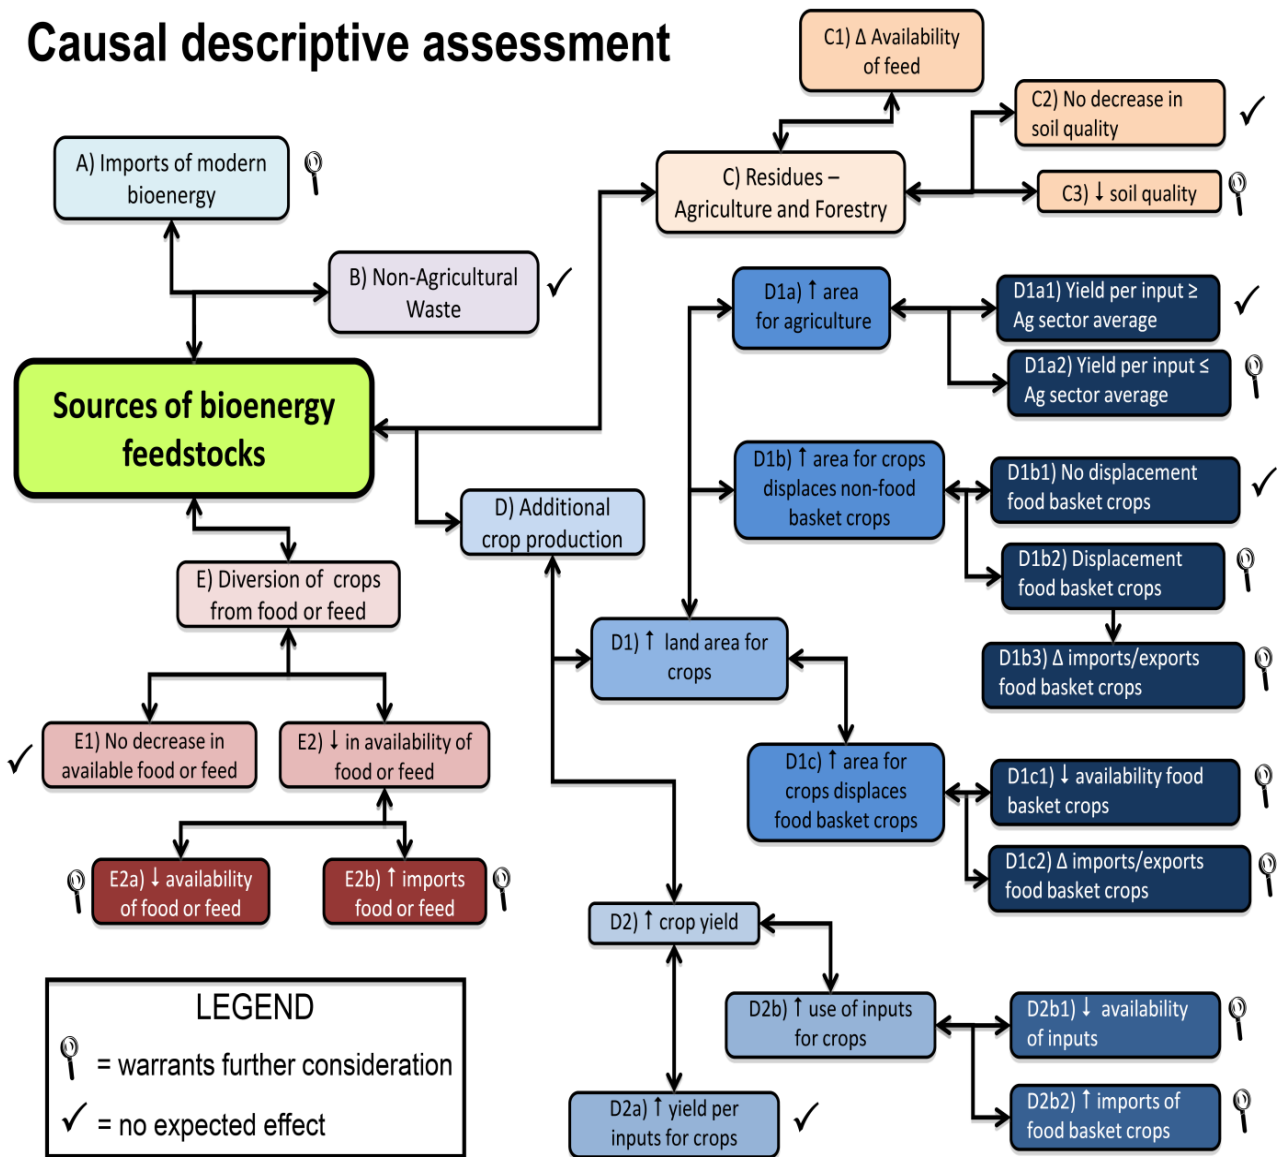 Causal descriptive assessment
C1) Δ Availability
of feed
C2) No decrease in
soil quality
A) Imports of modern
bioenergy
C) Residues –
Agriculture and Forestry
C3) ↓ soil quality
B) Non-Agricultural
Waste
D1a) ↑ area
for agriculture
D1a1) Yield per input ≥
Ag sector average
D1a2) Yield per input ≤
Ag sector average
Sources of bioenergy
feedstocks
D1b) ↑ area for crops
displaces non-food
basket crops
D1b1) No displacement
food basket crops
D) Additional
crop production
D1b2) Displacement
food basket crops
E) Diversion of crops
from food or feed
D1) ↑ land area for
crops
D1b3) Δ imports/exports
food basket crops
E1) No decrease in
available food or feed
E2) ↓ in availability of
food or feed
D1c) ↑ area for
crops displaces
food basket crops
D1c1) ↓ availability food
basket crops
D1c2) Δ imports/exports
food basket crops
E2a) ↓ availability
of food or feed
E2b) ↑ imports
food or feed
D2) ↑ crop yield
D2b) ↑ use of inputs
for crops
D2b1) ↓ availability
of inputs
D2a) ↑ yield per
inputs for crops
D2b2) ↑ imports of
food basket crops
LEGEND
= warrants further consideration
✓ = no expected effect